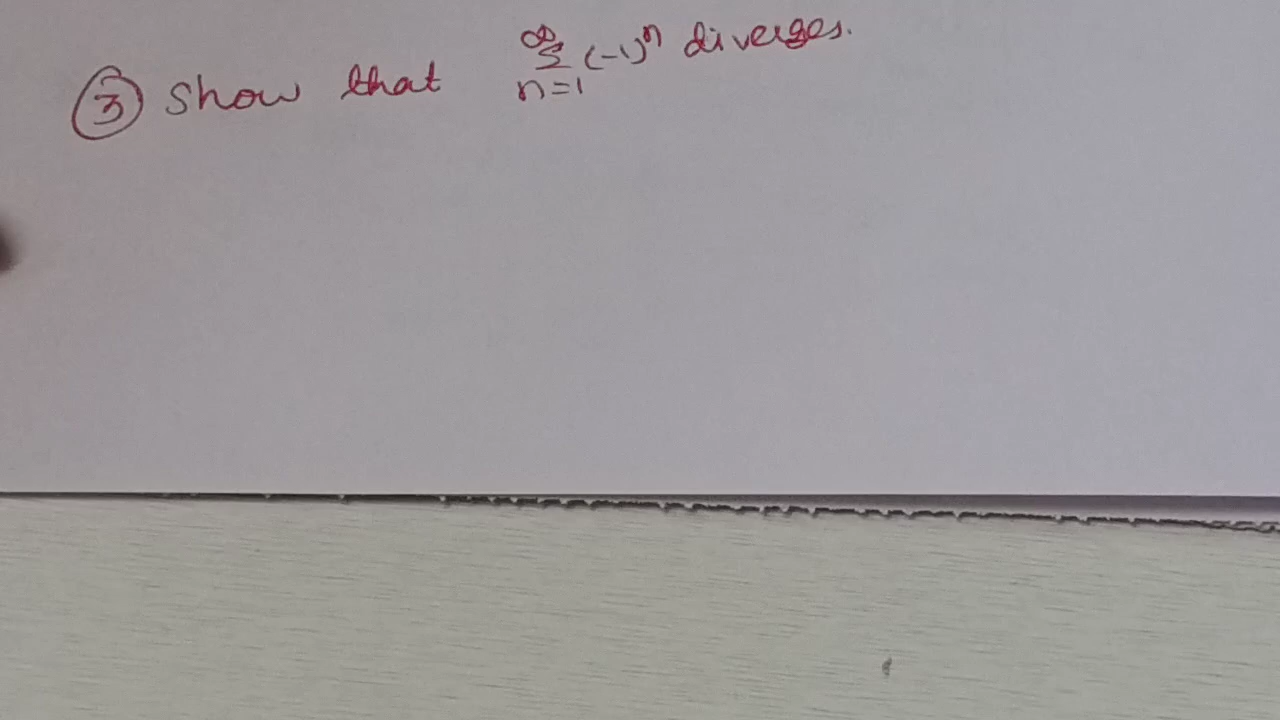 ③ Show that ∞ Σ n=1 (-1)ⁿ diverges.